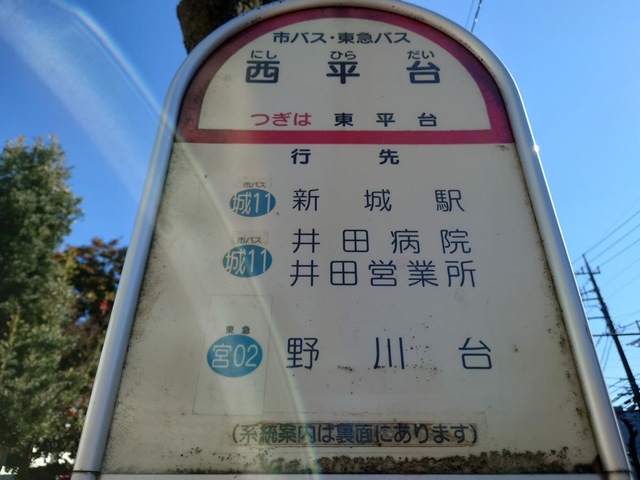 市バス・東急バス
にし ひら だい
西平台
つぎは 東平台
行先
市バス
城11 新城駅
市バス
城11 井田病院
井田営業所
東急
宮02 野川台
(系統案内は裏面にあります)